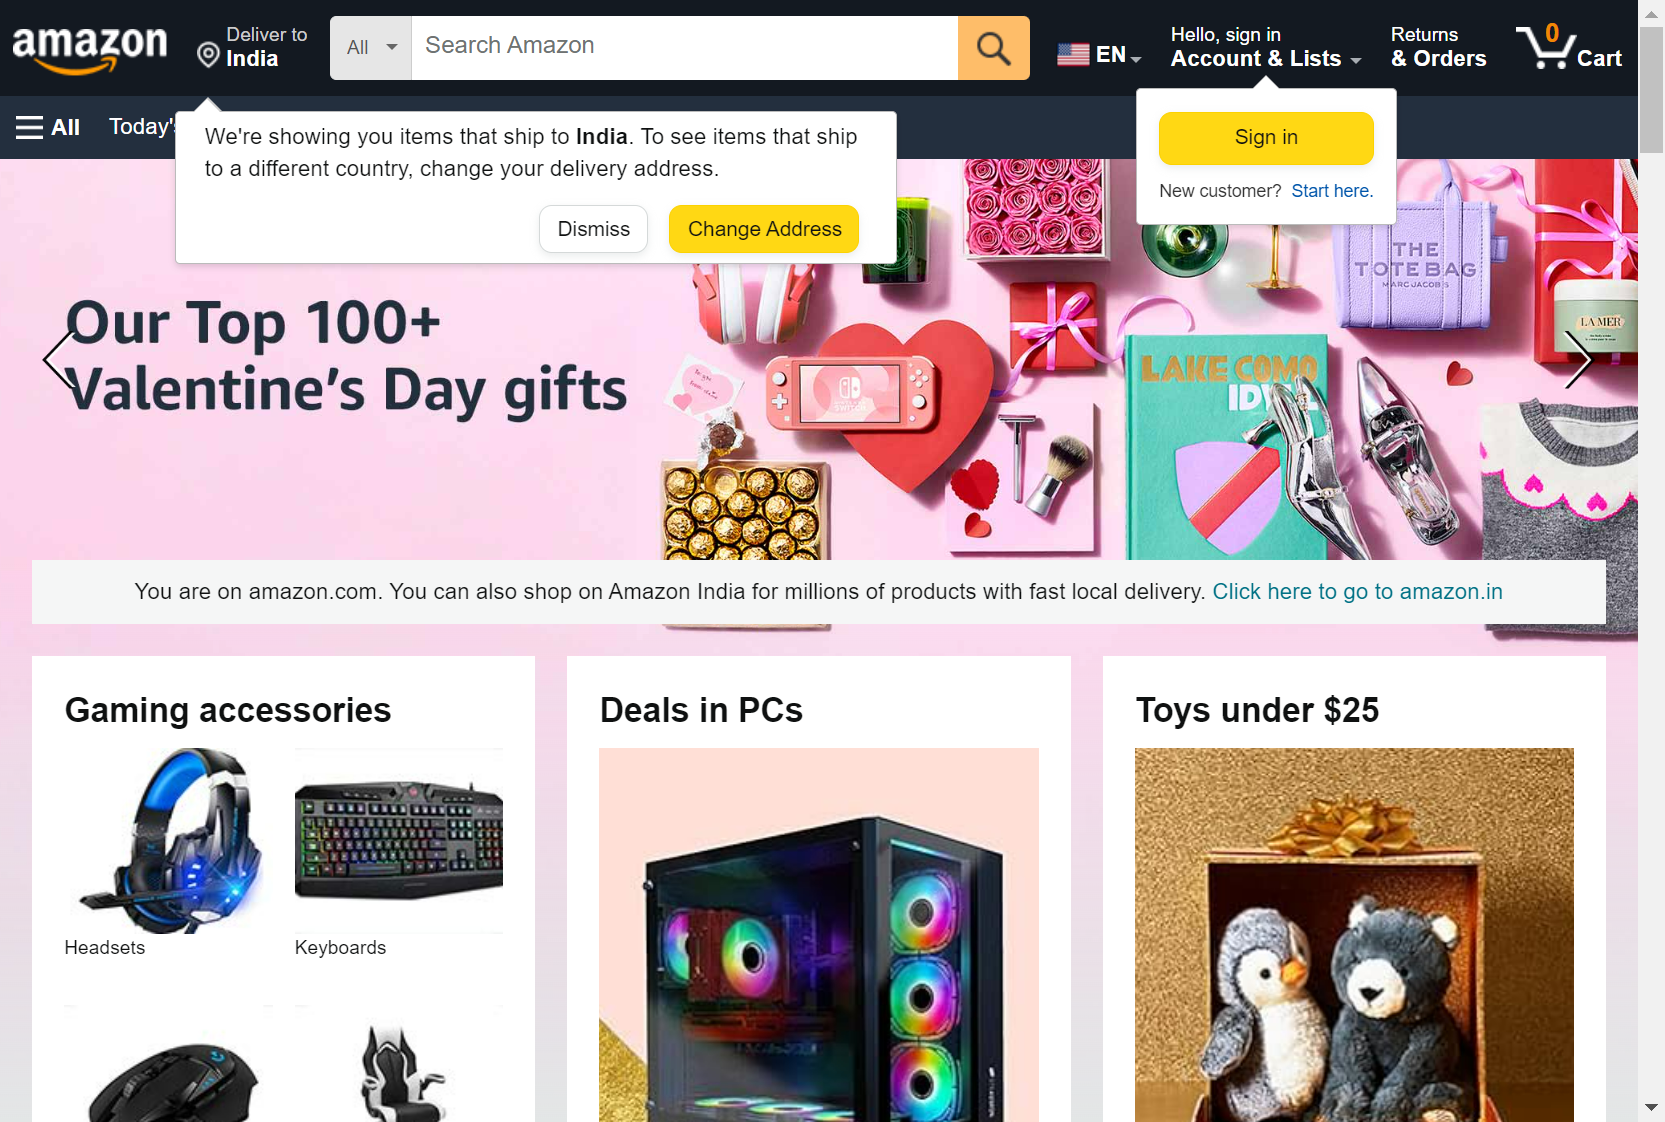 amazon
Deliver to
India
All
Search Amazon
EN
Hello, sign in
Account & Lists
Returns
& Orders
0
Cart
All
Today's
We're showing you items that ship to India. To see items that ship
to a different country, change your delivery address.
Dismiss
Change Address
Sign in
New customer? Start here.
Our Top 100+
Valentine's Day gifts
THE
TOTE BAG
MARC JACOBS
LA MER
LAKE COMO
SWITCH
You are on amazon.com. You can also shop on Amazon India for millions of products with fast local delivery. Click here to go to amazon.in
Gaming accessories
Deals in PCs
Toys under $25
Headsets
Keyboards